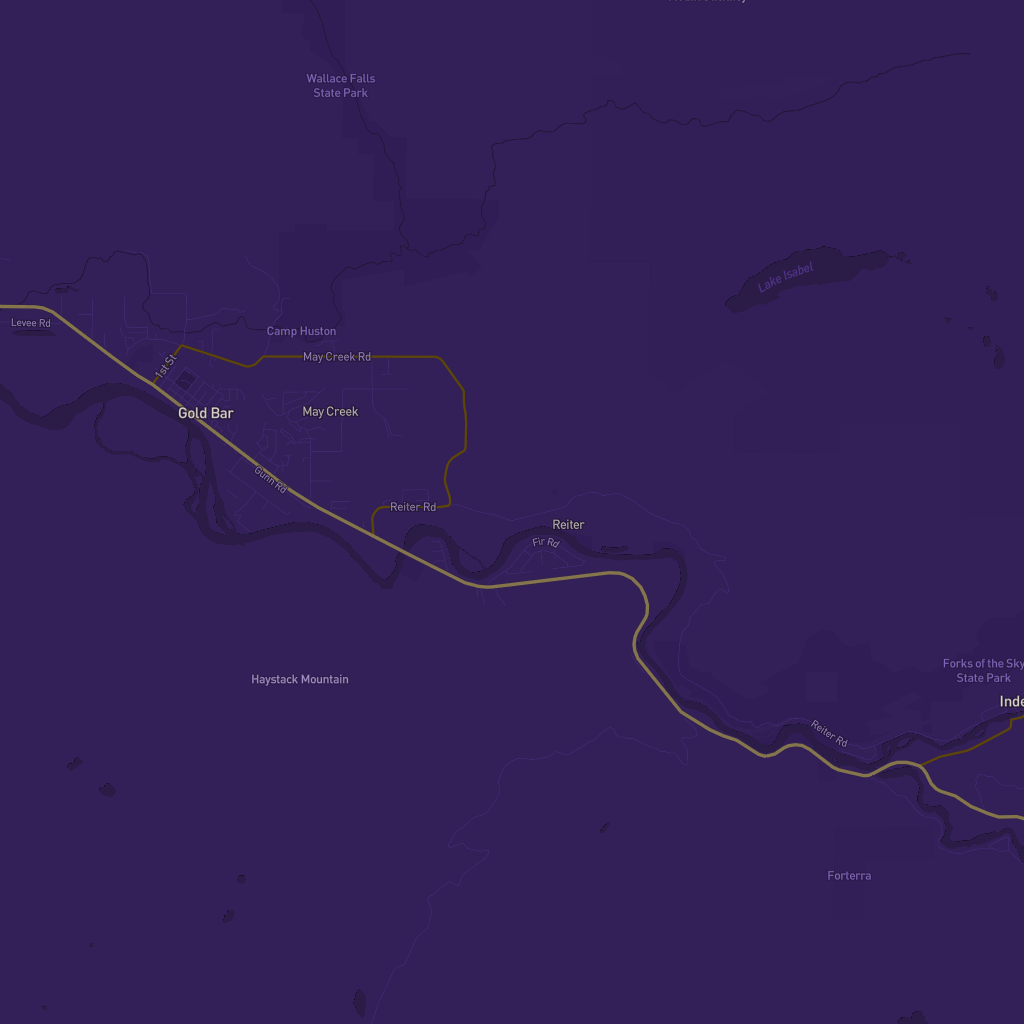 Wallace Falls
State Park
Lake Isabel
Levee Rd
Camp Huston
1st St
May Creek Rd
Gold Bar
May Creek
Gunn Rd
Reiter Rd
Reiter
Fir Rd
Haystack Mountain
Forks of the Sky
State Park
Inde
Reiter Rd
Forterra